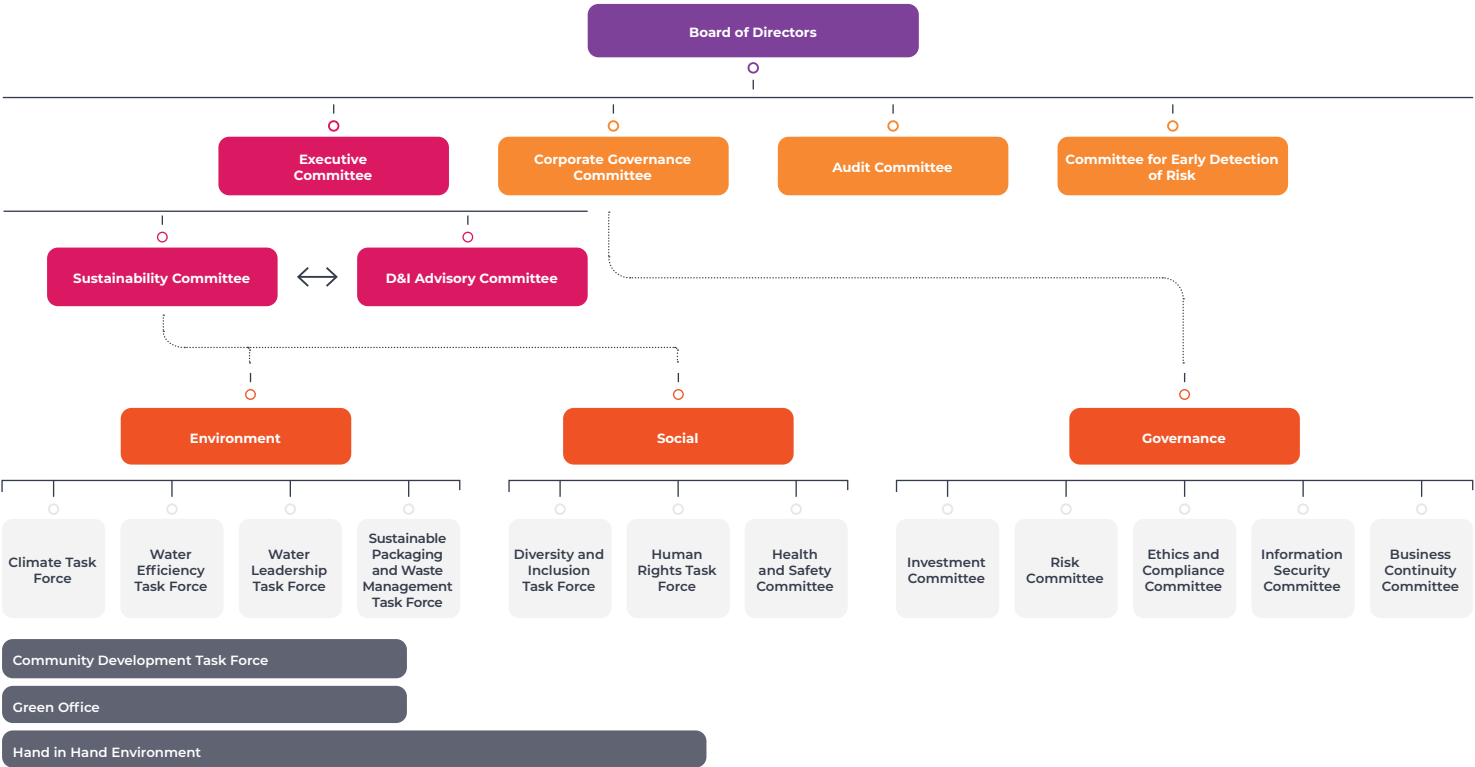 Board of Directors
Executive
Committee
Corporate Governance
Committee
Audit Committee
Committee for Early Detection
of Risk
Sustainability Committee
D&I Advisory Committee
Environment
Social
Governance
Climate Task
Force
Water
Efficiency
Task Force
Water
Leadership
Task Force
Sustainable
Packaging
and Waste
Management
Task Force
Diversity and
Inclusion
Task Force
Human
Rights Task
Force
Health
and Safety
Committee
Investment
Committee
Risk
Committee
Ethics and
Compliance
Committee
Information
Security
Committee
Business
Continuity
Committee
Community Development Task Force
Green Office
Hand in Hand Environment